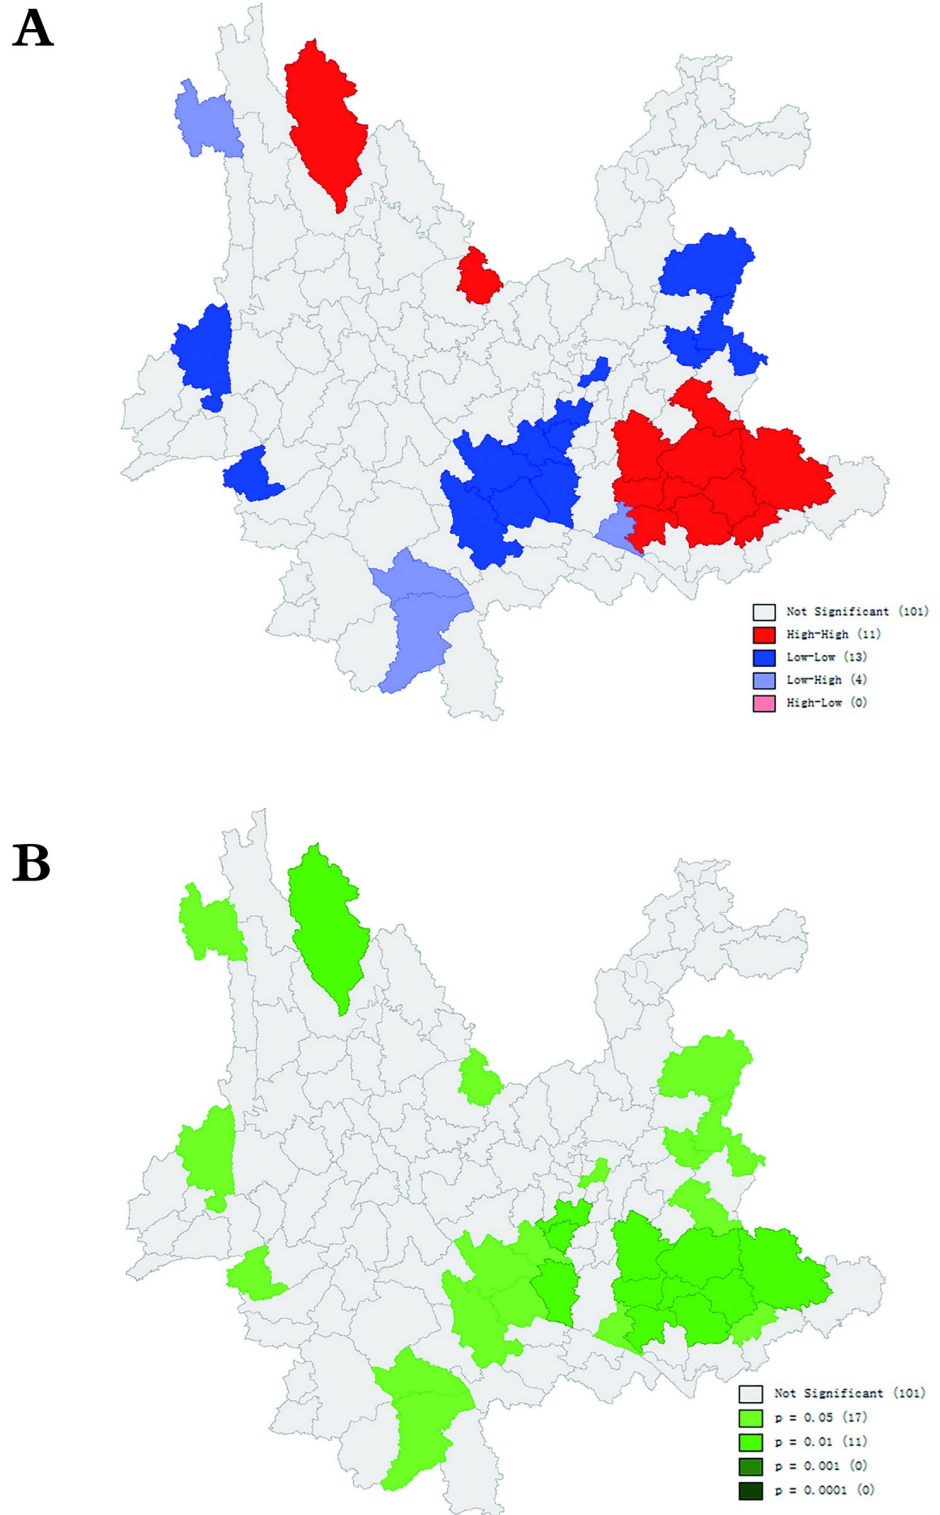 A
Not Significant (101)
High-High (11)
Low-Low (13)
Low-High (4)
High-Low (0)
B
Not Significant (101)
p = 0.05 (17)
p = 0.01 (11)
p = 0.001 (0)
p = 0.0001 (0)